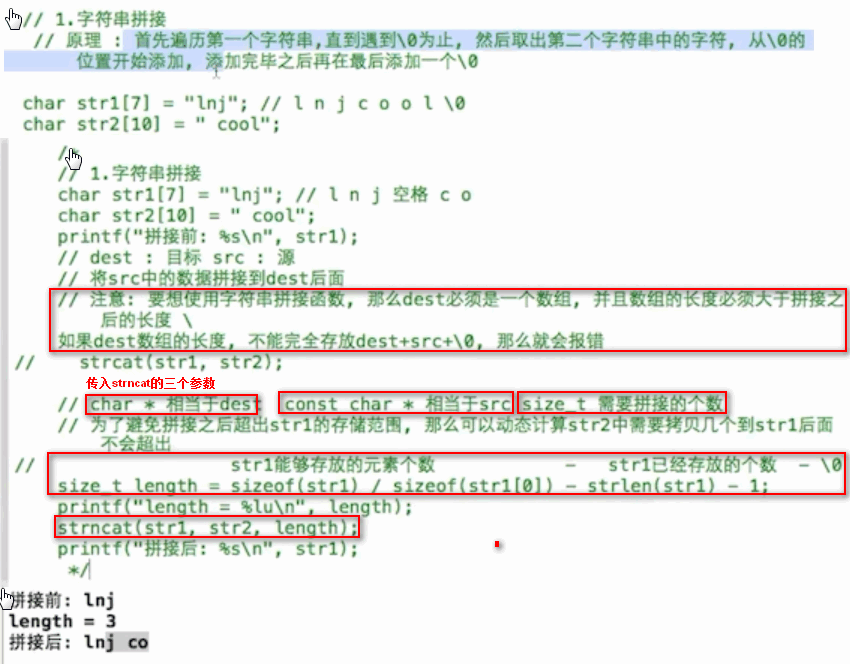 // 1.字符串拼接
// 原理 : 首先遍历第一个字符串,直到遇到\0为止, 然后取出第二个字符串中的字符, 从\0的
位置开始添加, 添加完毕之后再在最后添加一个\0
char str1[7] = "lnj"; // l n j c o o l \0
char str2[10] = " cool";
/*
// 1.字符串拼接
char str1[7] = "lnj"; // l n j 空格 c o
char str2[10] = " cool";
printf("拼接前: %s\n", str1);
// dest : 目标 src : 源
// 将src中的数据拼接到dest后面
// 注意: 要想使用字符串拼接函数, 那么dest必须是一个数组, 并且数组的长度必须大于拼接之
后的长度 \
如果dest数组的长度, 不能完全存放dest+src+\0, 那么就会报错
// strcat(str1, str2);
传入strncat的三个参数
// char * 相当于dest const char * 相当于src size_t 需要拼接的个数
// 为了避免拼接之后超出str1的存储范围, 那么可以动态计算str2中需要拷贝几个到str1后面
不会超出
// str1能够存放的元素个数 - str1已经存放的个数 - \0
size_t length = sizeof(str1) / sizeof(str1[0]) - strlen(str1) - 1;
printf("length = %lu\n", length);
strncat(str1, str2, length);
printf("拼接后: %s\n", str1);
*/
拼接前: lnj
length = 3
拼接后: lnj co